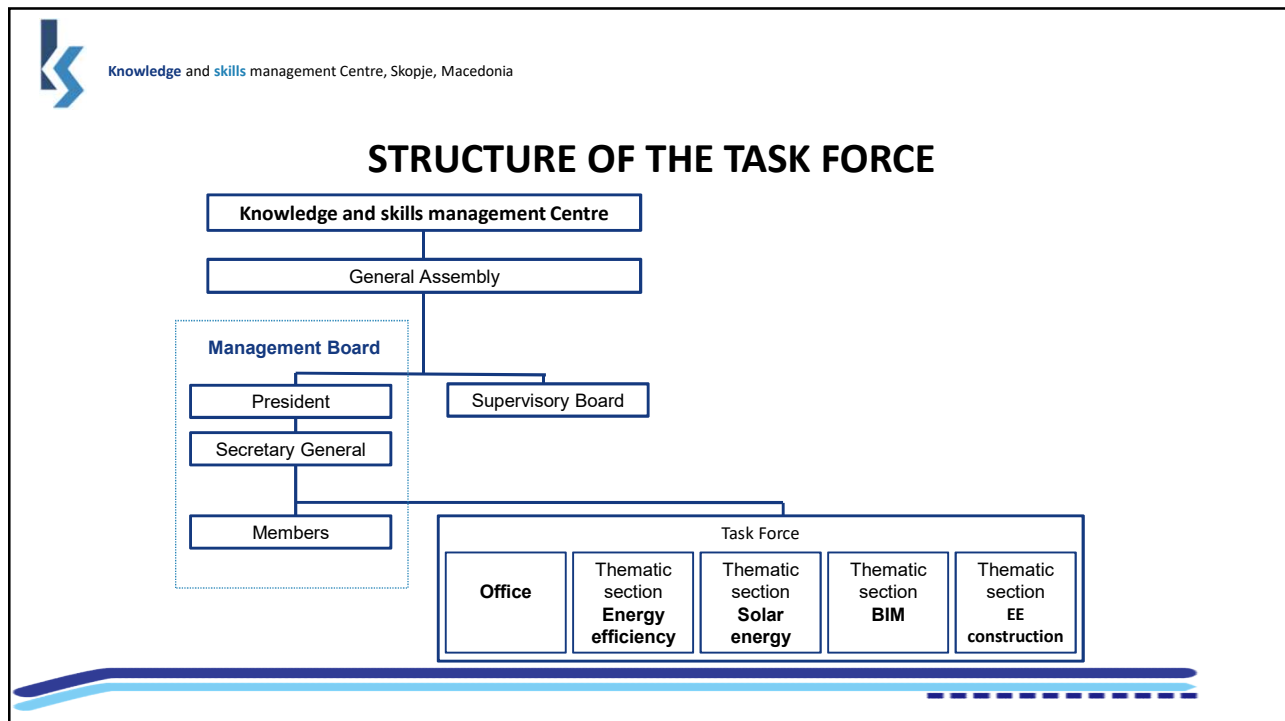 Knowledge and skills management Centre, Skopje, Macedonia
STRUCTURE OF THE TASK FORCE
Knowledge and skills management Centre
General Assembly
Management Board
President
Supervisory Board
Secretary General
Members
Task Force
Office
Thematic
section
Energy
efficiency
Thematic
section
Solar
energy
Thematic
section
BIM
Thematic
section
EE
construction